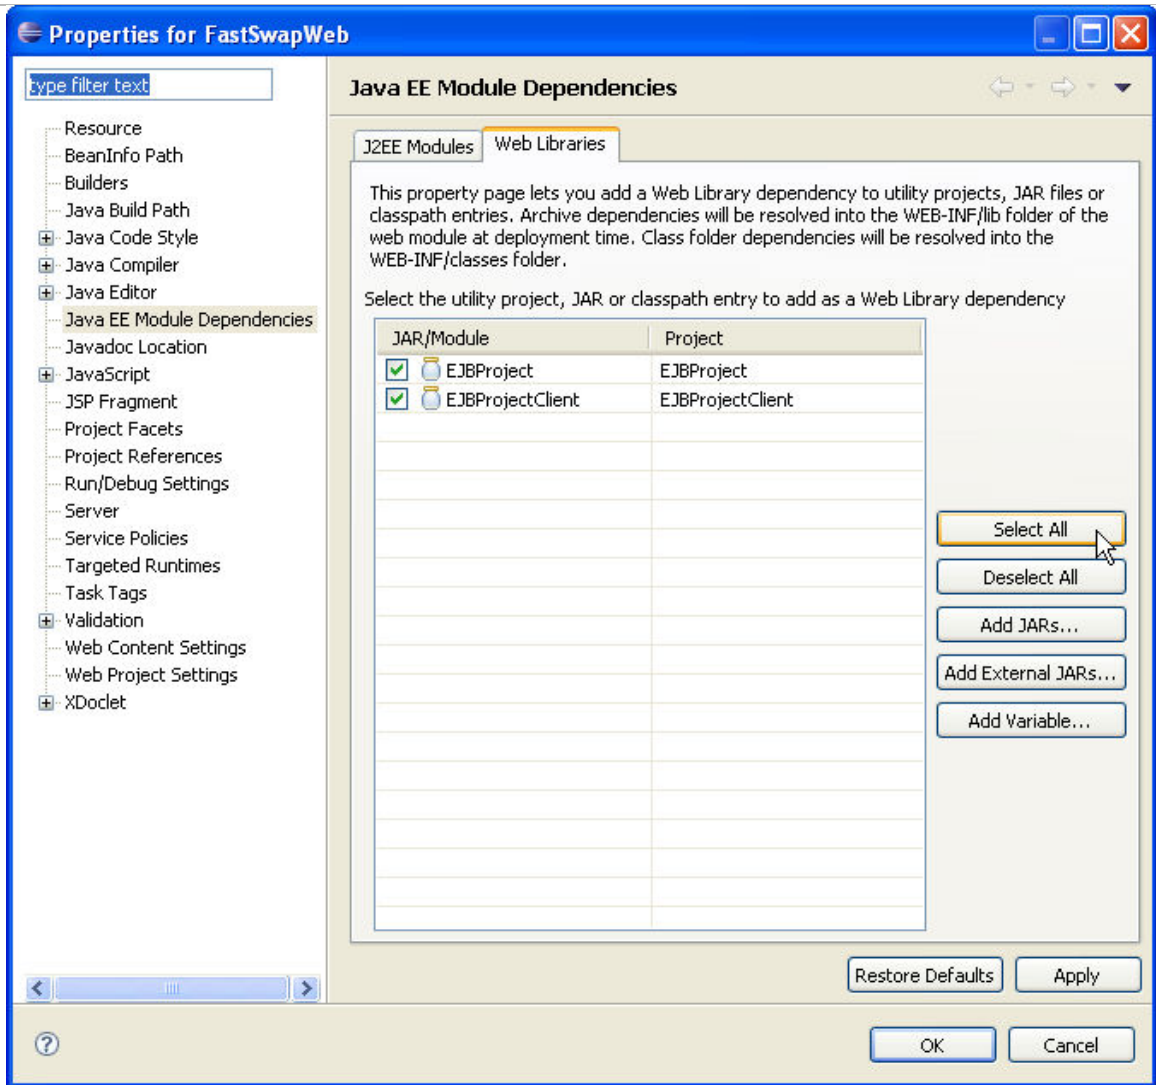 Properties for FastSwapWeb
type filter text
Resource
BeanInfo Path
Builders
Java Build Path
Java Code Style
Java Compiler
Java Editor
Java EE Module Dependencies
Javadoc Location
JavaScript
JSP Fragment
Project Facets
Project References
Run/Debug Settings
Server
Service Policies
Targeted Runtimes
Task Tags
Validation
Web Content Settings
Web Project Settings
XDoclet
Java EE Module Dependencies
J2EE Modules Web Libraries
This property page lets you add a Web Library dependency to utility projects, JAR files or
classpath entries. Archive dependencies will be resolved into the WEB-INF/lib folder of the
web module at deployment time. Class folder dependencies will be resolved into the
WEB-INF/classes folder.
Select the utility project, JAR or classpath entry to add as a Web Library dependency
JAR/Module Project
EJBProject EJBProject
EJBProjectClient EJBProjectClient
Select All
Deselect All
Add JARs...
Add External JARs...
Add Variable...
Restore Defaults Apply
? OK Cancel